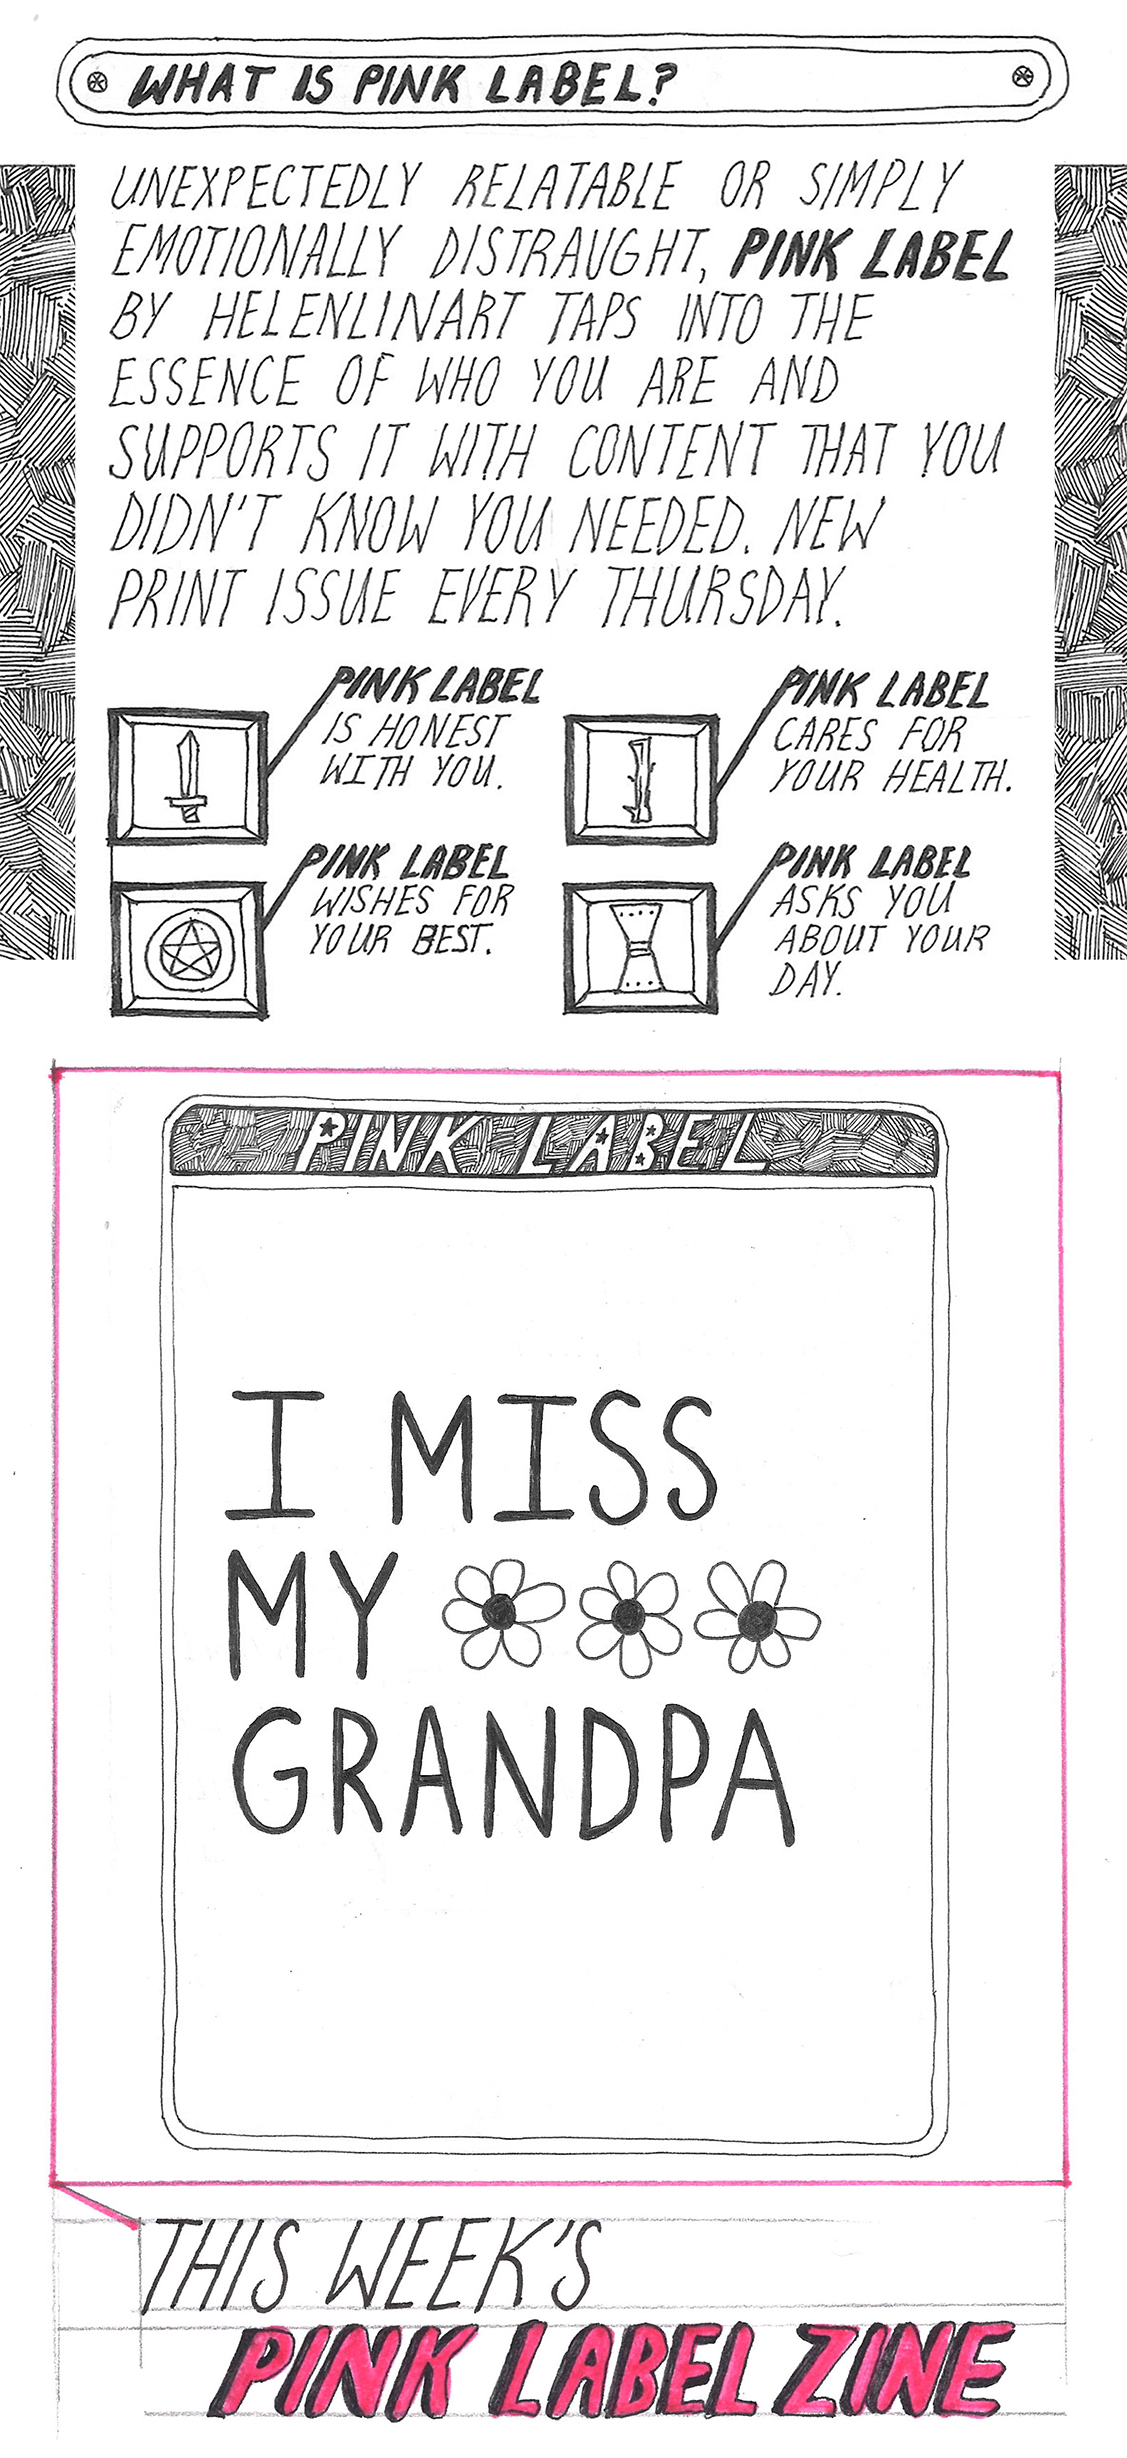 WHAT IS PINK LABEL?
UNEXPECTEDLY RELATABLE OR SIMPLY
EMOTIONALLY DISTRAUGHT, PINK LABEL
BY HELENLINART TAPS INTO THE
ESSENCE OF WHO YOU ARE AND
SUPPORTS IT WITH CONTENT THAT YOU
DIDN'T KNOW YOU NEEDED. NEW
PRINT ISSUE EVERY THURSDAY.
PINK LABEL
IS HONEST
WITH YOU.
PINK LABEL
CARES FOR
YOUR HEALTH.
PINK LABEL
WISHES FOR
YOUR BEST.
PINK LABEL
ASKS YOU
ABOUT YOUR
DAY.
PINK LABEL
I MISS
MY
GRANDPA
THIS WEEK'S
PINK LABEL ZINE